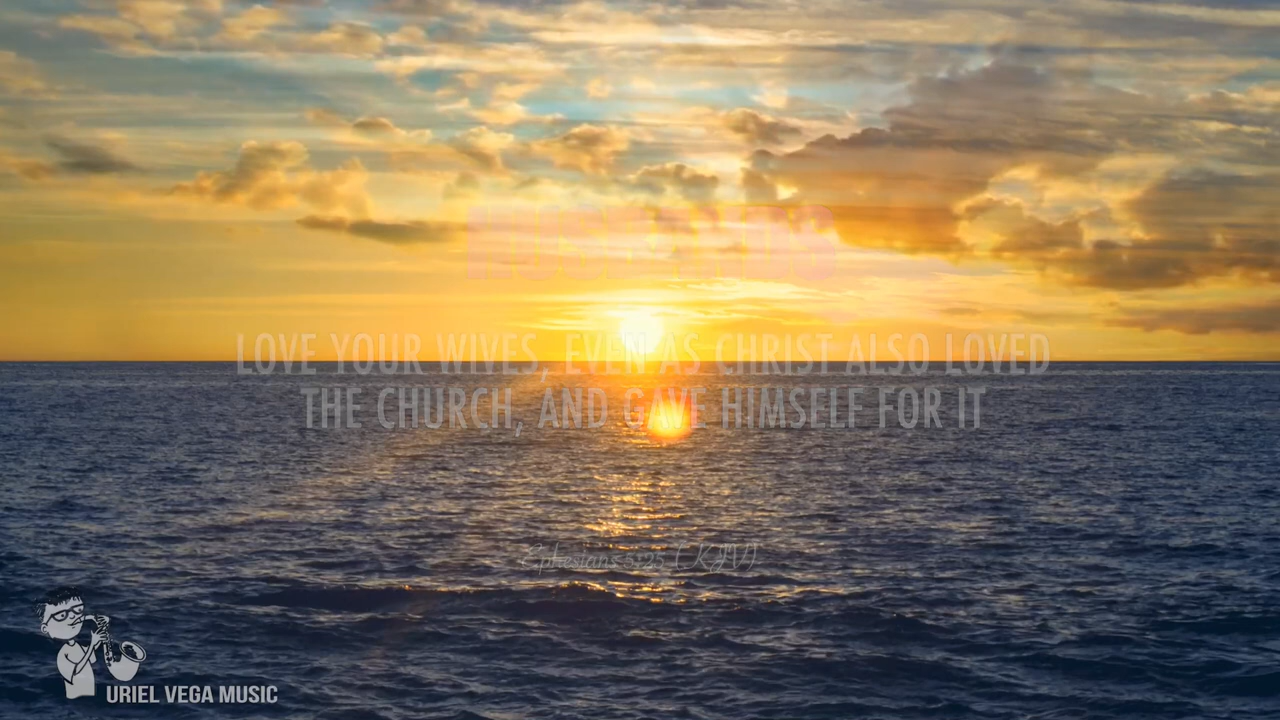 HUSBANDS
LOVE YOUR WIVES, EVEN AS CHRIST ALSO LOVED
THE CHURCH, AND GAVE HIMSELF FOR IT
Ephesians 5:25 (KJV)
URIEL VEGA MUSIC